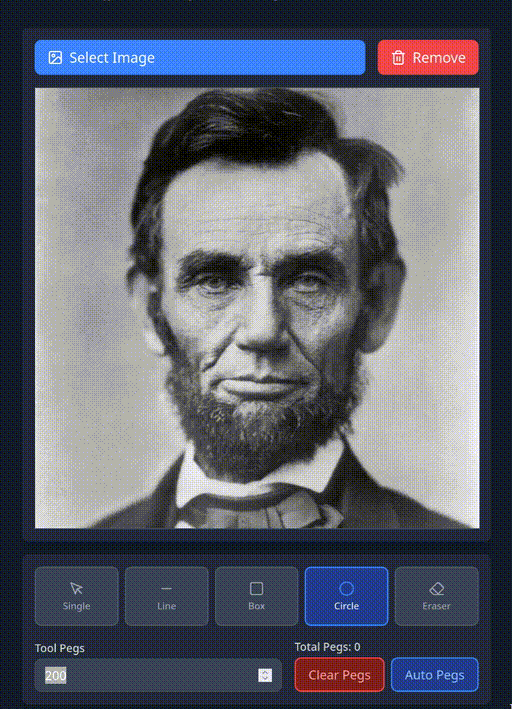 Select Image
Remove
Single
Line
Box
Circle
Eraser
Tool Pegs
Total Pegs: 0
200
Clear Pegs
Auto Pegs